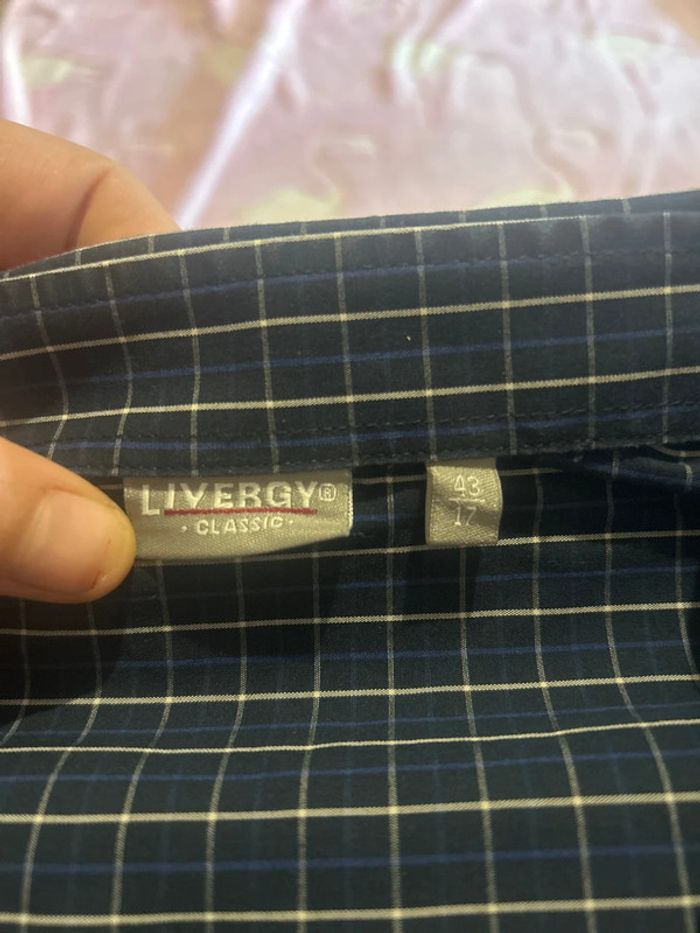 LIVERGY®
· CLASSIC ·
43
17